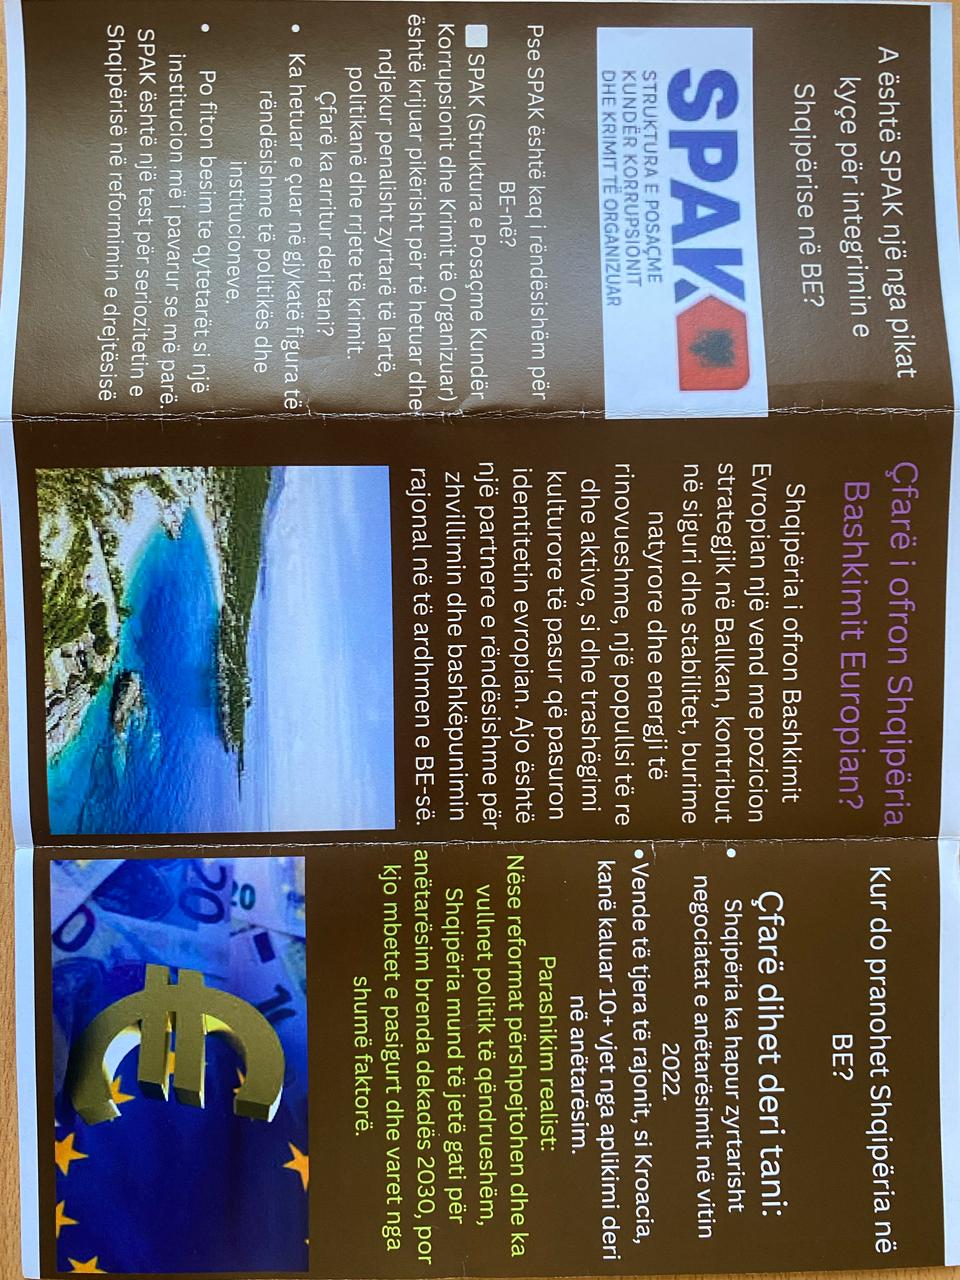 A është SPAK një nga pikat
kyçe për integrimin e
Shqipërise në BE?
SPAK
STRUKTURA E POSAÇME
KUNDËR KORRUPSIONIT
DHE KRIMIT TË ORGANIZUAR
Pse SPAK është kaq i rëndësishëm për
BE-në?
SPAK (Struktura e Posaçme Kundër
Korrupsionit dhe Krimit të Organizuar)
është krijuar pikërisht për të hetuar dhe
ndjekur penalisht zyrtarë të lartë,
politikanë dhe rrjete të krimit.
Çfarë ka arritur deri tani?
• Ka hetuar e çuar në gjykatë figura të
rëndësishme të politikës dhe
institucioneve.
• Po fiton besim te qytetarët si një
institucion më i pavarur se më parë.
SPAK është një test për seriozitetin e
Shqipërisë në reformimin e drejtësisë
Çfarë i ofron Shqipëria
Bashkimit Europian?
Shqipëria i ofron Bashkimit
Evropian një vend me pozicion
strategjik në Ballkan, kontribut
në siguri dhe stabilitet, burime
natyrore dhe energji të
rinovueshme, një popullsi të re
dhe aktive, si dhe trashëgimi
kulturore të pasur që pasuron
identitetin evropian. Ajo është
një partnere e rëndësishme për
zhvillimin dhe bashkëpunimin
rajonal në të ardhmen e BE-së.
Kur do pranohet Shqipëria në
BE?
Çfarë dihet deri tani:
• Shqipëria ka hapur zyrtarisht
negociatat e anëtarësimit në vitin
2022.
• Vende të tjera të rajonit, si Kroacia,
kanë kaluar 10+ vjet nga aplikimi deri
në anëtarësim.
Parashikim realist:
Nëse reformat përshpejtohen dhe ka
vullnet politik të qëndrueshëm,
Shqipëria mund të jetë gati për
anëtarësim brenda dekadës 2030, por
kjo mbetet e pasigurt dhe varet nga
shumë faktorë.
20
20